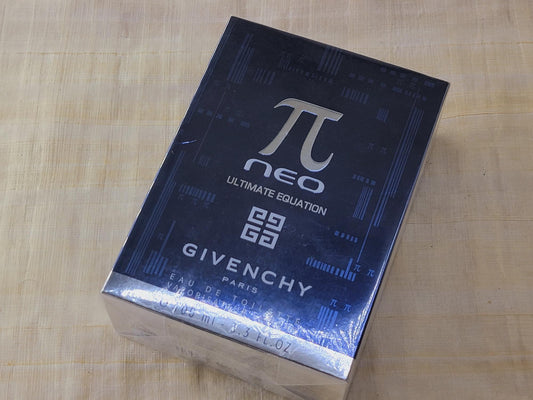 π
neo
ULTIMATE EQUATION
GIVENCHY
PARIS
EAU DE TOILETTE
100 ml - 3.3 FL.OZ